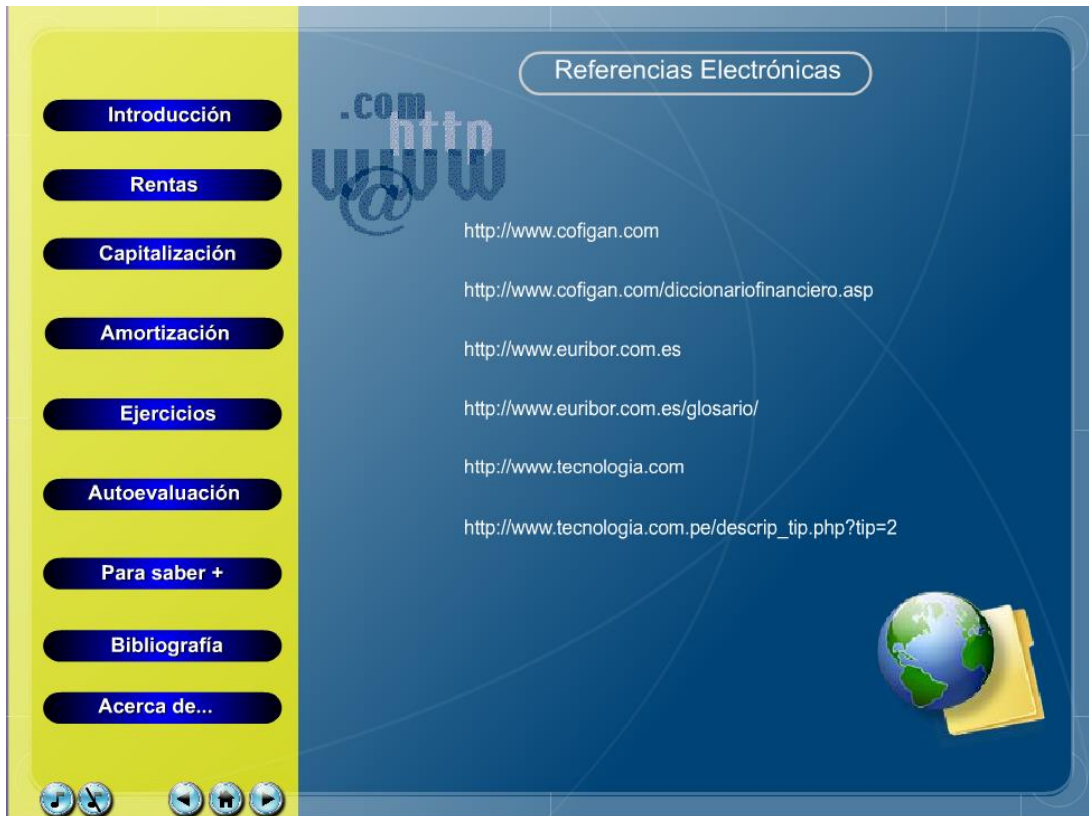 Referencias Electrónicas
Introducción
Rentas
Capitalización
Amortización
Ejercicios
Autoevaluación
Para saber +
Bibliografía
Acerca de...
.com
http
www
@
http://www.cofigan.com
http://www.cofigan.com/diccionariofinanciero.asp
http://www.euribor.com.es
http://www.euribor.com.es/glosario/
http://www.tecnologia.com
http://www.tecnologia.com.pe/descrip_tip.php?tip=2